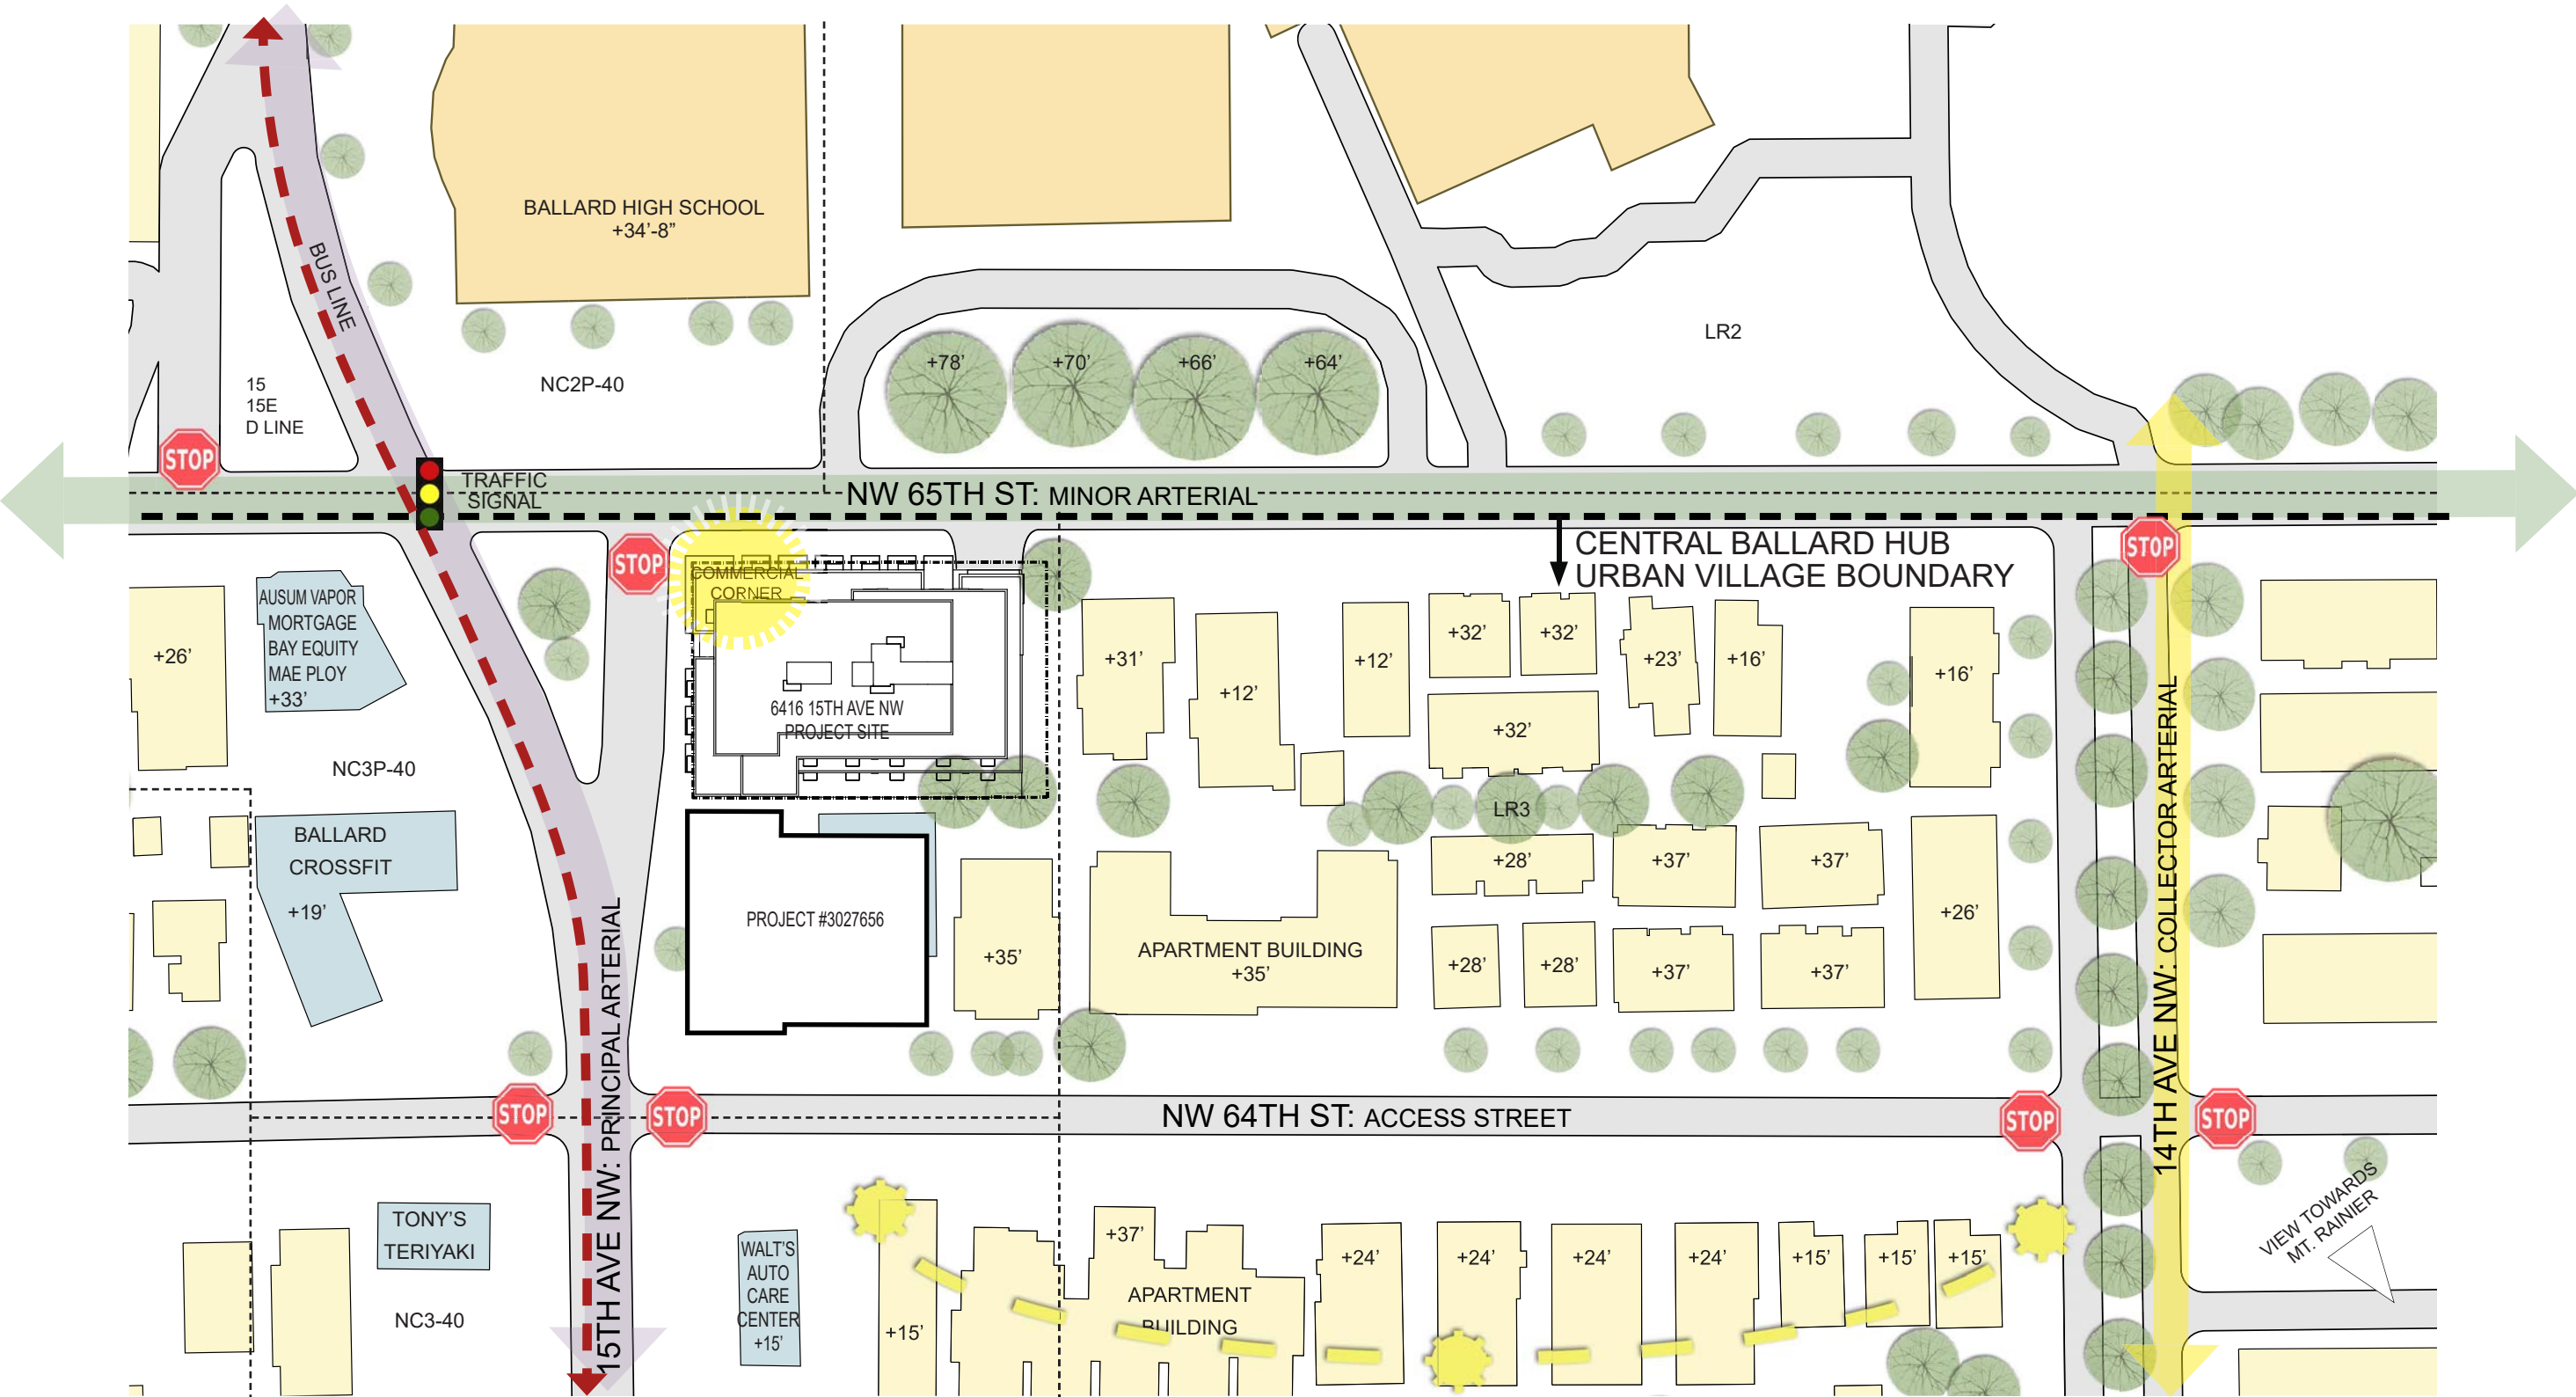 BALLARD HIGH SCHOOL
+34'-8”
BUS LINE
LR2
15
15E
D LINE
NC2P-40
+78'
+70'
+66'
+64'
STOP
TRAFFIC
SIGNAL
NW 65TH ST: MINOR ARTERIAL
STOP
COMMERCIAL
CORNER
CENTRAL BALLARD HUB
URBAN VILLAGE BOUNDARY
STOP
AUSUM VAPOR
MORTGAGE
BAY EQUITY
MAE PLOY
+33'
+26'
6416 15TH AVE NW
PROJECT SITE
+31'
+12'
+12'
+32'
+32'
+23'
+16'
+16'
+32'
NC3P-40
LR3
BALLARD
CROSSFIT
+19'
PROJECT #3027656
+35'
APARTMENT BUILDING
+35'
+28'
+37'
+37'
+26'
+28'
+28'
+37'
+37'
15TH AVE NW: PRINCIPAL ARTERIAL
14TH AVE NW: COLLECTOR ARTERIAL
STOP
STOP
NW 64TH ST: ACCESS STREET
STOP
STOP
VIEW TOWARDS
MT. RAINIER
TONY'S
TERIYAKI
NC3-40
WALT'S
AUTO
CARE
CENTER
+15'
+15'
+37'
APARTMENT
BUILDING
+24'
+24'
+24'
+24'
+15'
+15'
+15'